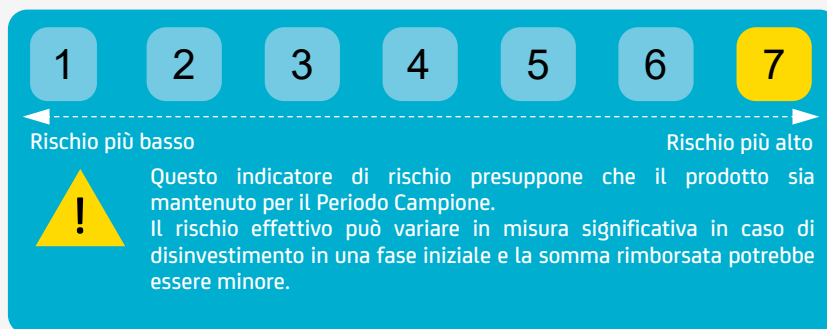 1 2 3 4 5 6 7
Rischio più basso Rischio più alto
!
Questo indicatore di rischio presuppone che il prodotto sia
mantenuto per il Periodo Campione.
Il rischio effettivo può variare in misura significativa in caso di
disinvestimento in una fase iniziale e la somma rimborsata potrebbe
essere minore.